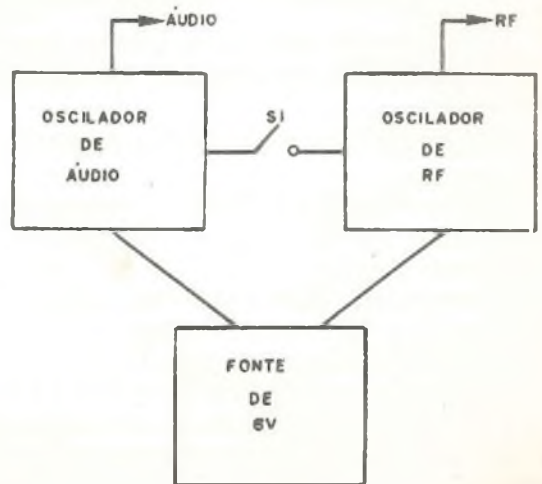 ÁUDIO
RF
OSCILADOR
DE
ÁUDIO
S1
OSCILADOR
DE
RF
FONTE
DE
6V